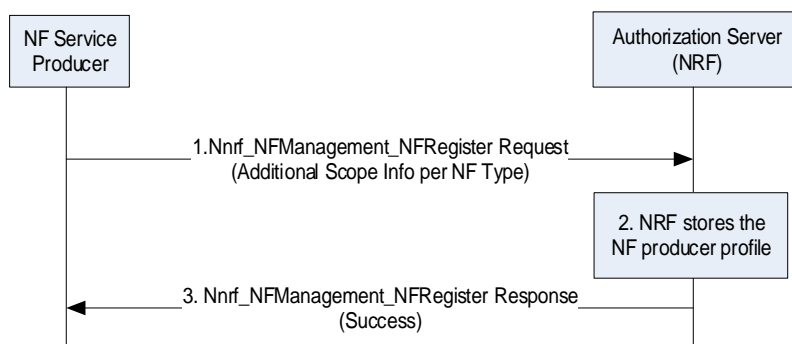 NF Service
Producer
Authorization Server
(NRF)
1.Nnrf_NFManagement_NFRegister Request
(Additional Scope Info per NF Type)
2. NRF stores the
NF producer profile
3. Nnrf_NFManagement_NFRegister Response
(Success)